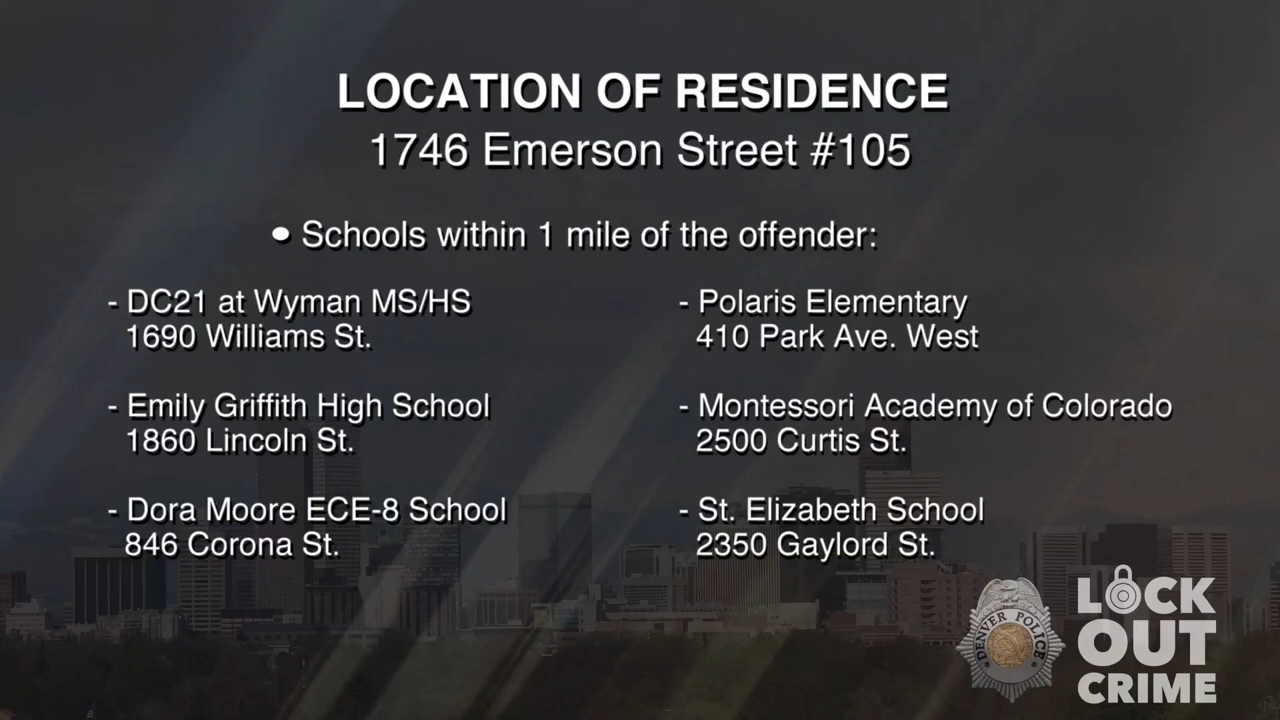 LOCATION OF RESIDENCE
1746 Emerson Street #105
• Schools within 1 mile of the offender:
- DC21 at Wyman MS/HS
1690 Williams St.
- Emily Griffith High School
1860 Lincoln St.
- Dora Moore ECE-8 School
846 Corona St.
- Polaris Elementary
410 Park Ave. West
- Montessori Academy of Colorado
2500 Curtis St.
- St. Elizabeth School
2350 Gaylord St.
DENVER POLICE
LOCK
OUT
CRIME